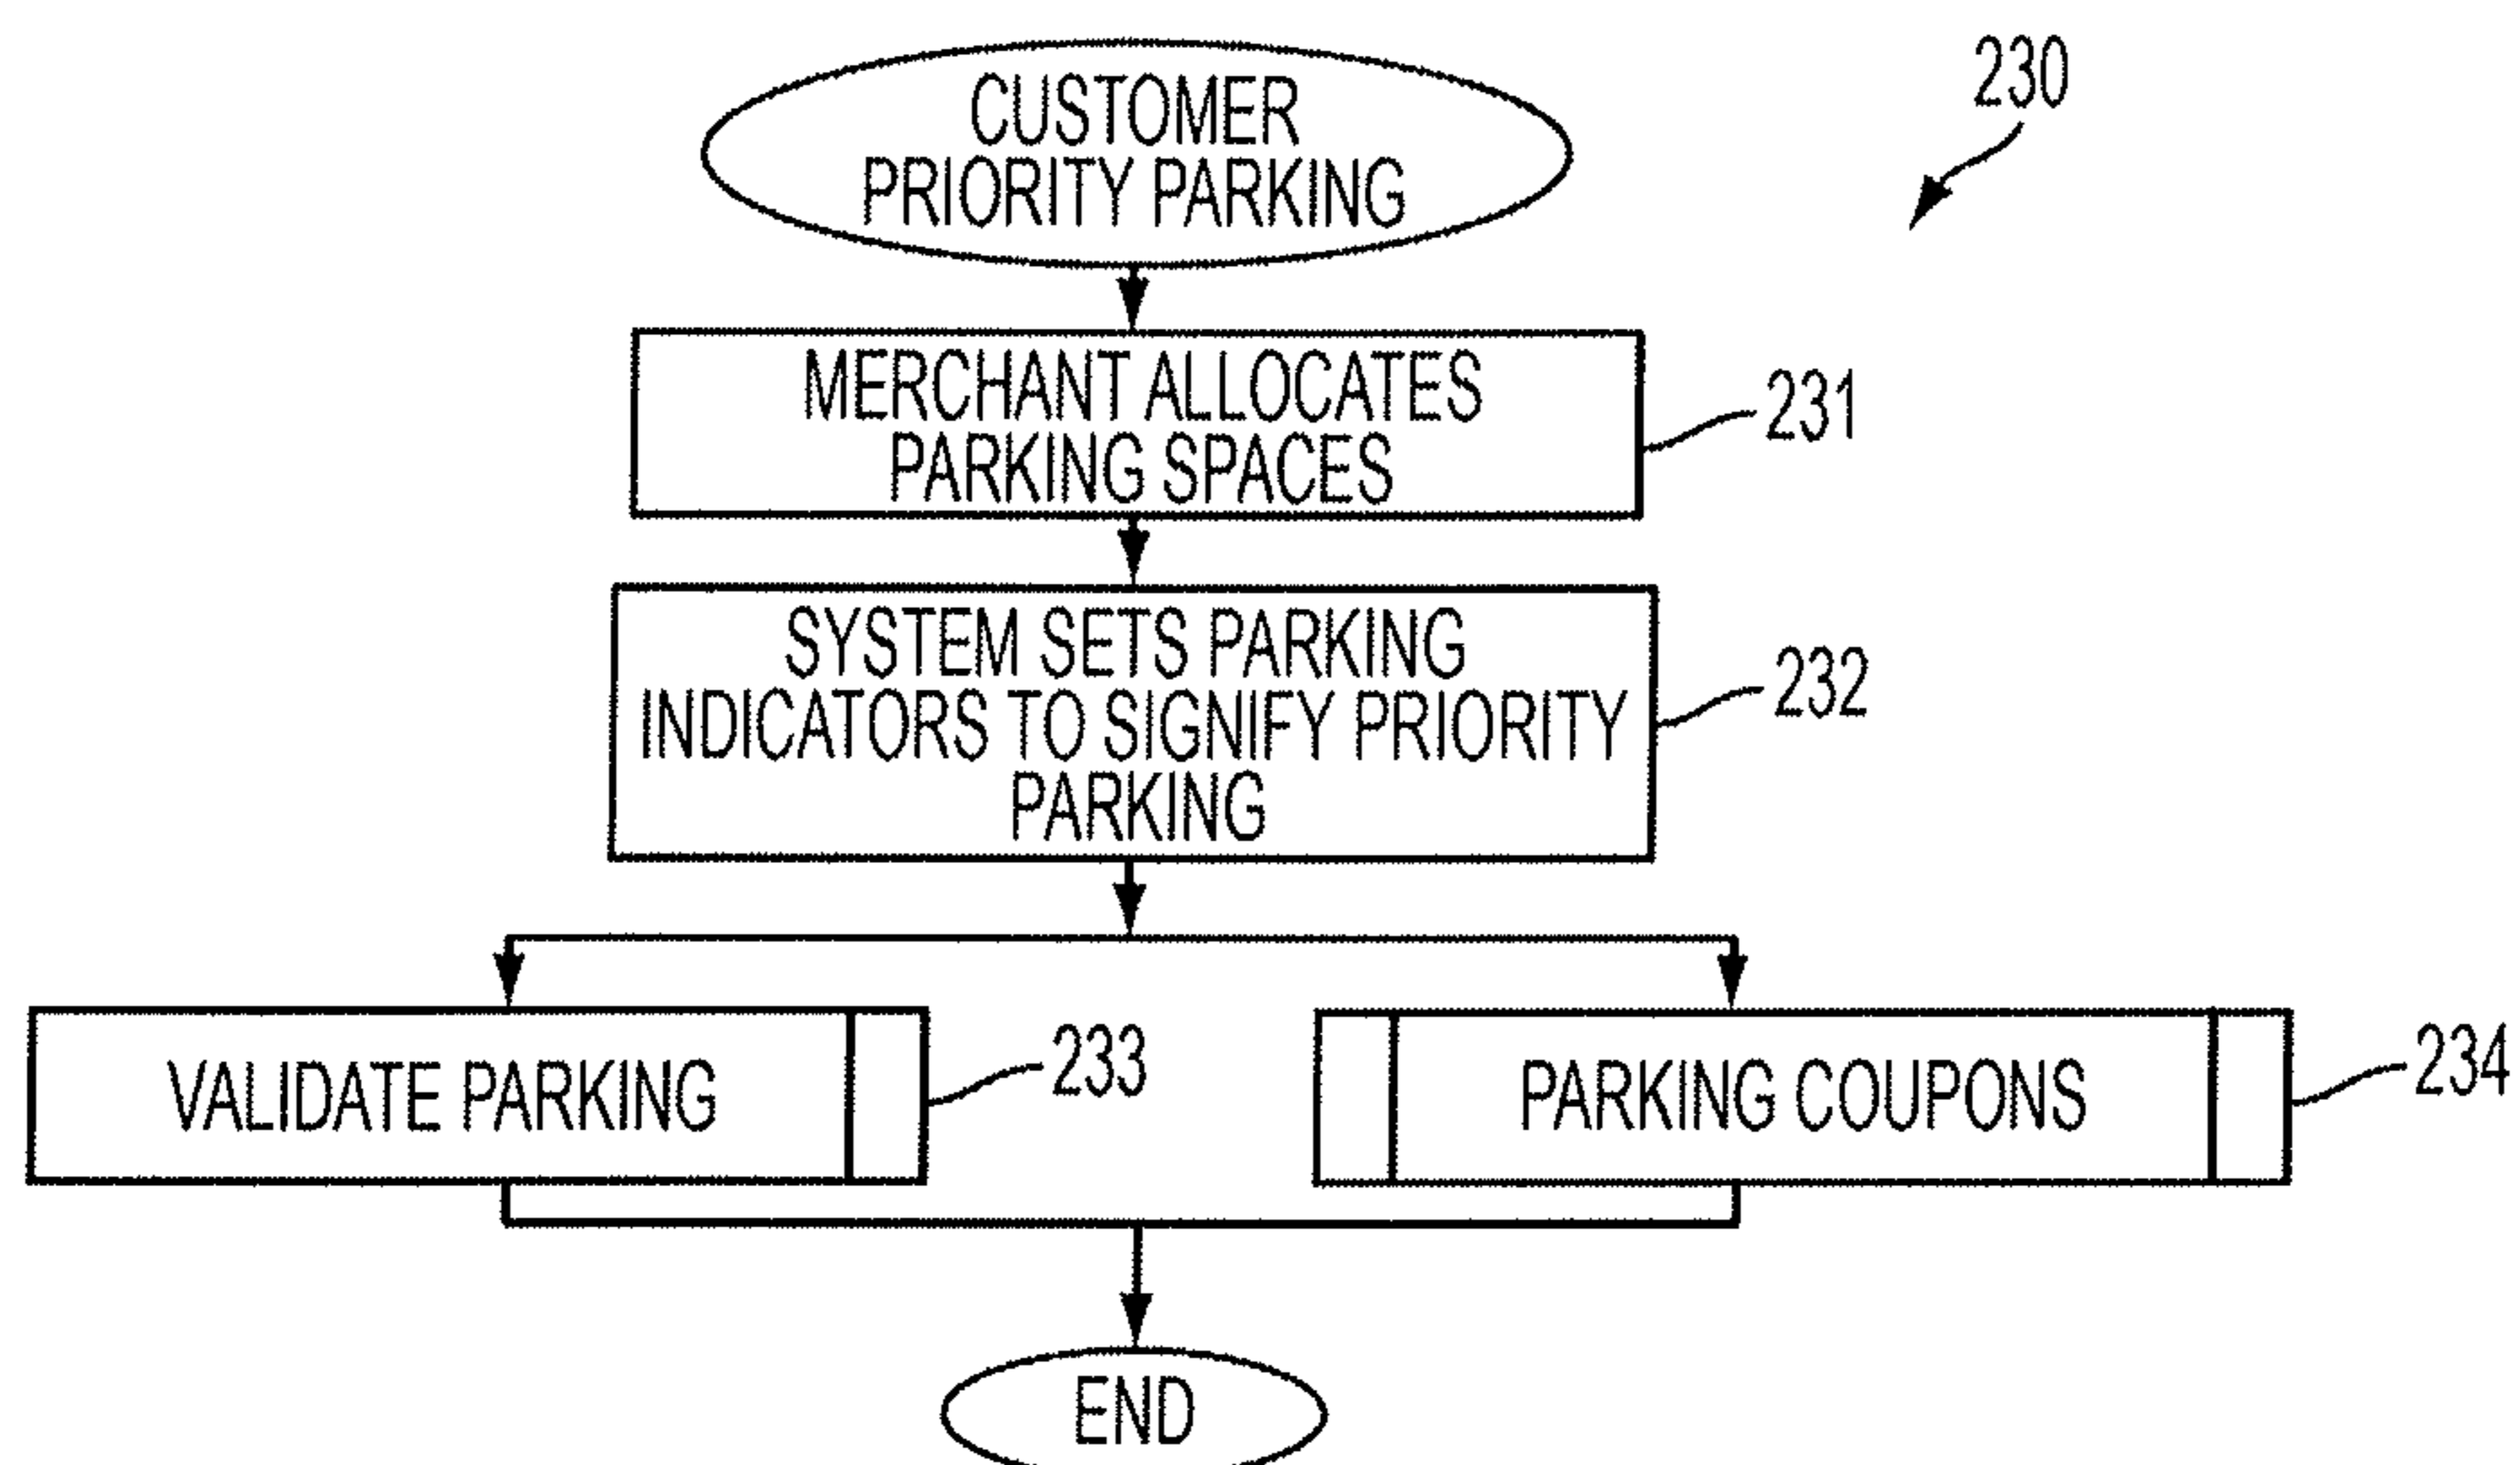 CUSTOMER
PRIORITY PARKING
230
MERCHANT ALLOCATES
PARKING SPACES
231
SYSTEM SETS PARKING
INDICATORS TO SIGNIFY PRIORITY
PARKING
232
VALIDATE PARKING
233
PARKING COUPONS
234
END